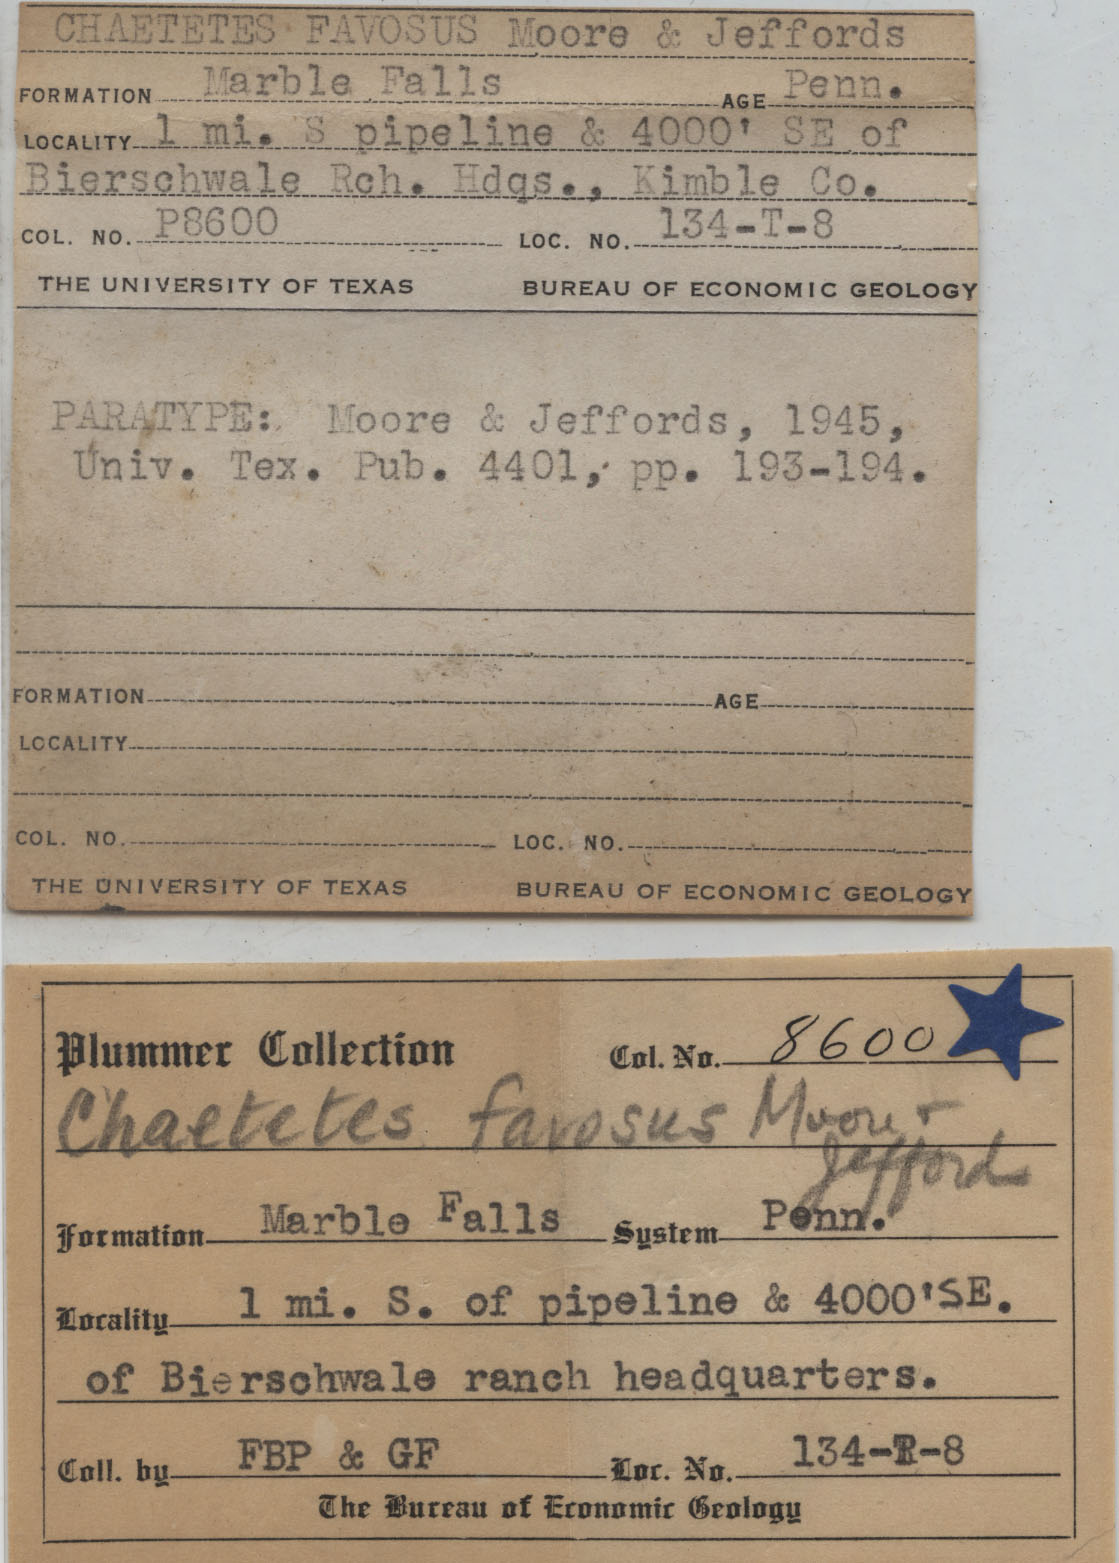 CHAETETES FAVOSUS Moore & Jeffords
FORMATION Marble Falls AGE Penn.
LOCALITY 1 mi. S pipeline & 4000' SE of
Bierschwale Rch. Hdqs., Kimble Co.
COL. NO. P8600 LOC. NO. 134-T-8
THE UNIVERSITY OF TEXAS BUREAU OF ECONOMIC GEOLOGY
PARATYPE: Moore & Jeffords, 1945,
Univ. Tex. Pub. 4401, pp. 193-194.
FORMATION AGE
LOCALITY
COL. NO. LOC. NO.
THE UNIVERSITY OF TEXAS BUREAU OF ECONOMIC GEOLOGY
Plummer Collection Col. No. 8600
Chaetetes favosus Moore +
Jeffords
Formation Marble Falls System Penn.
Locality 1 mi. S. of pipeline & 4000'SE.
of Bierschwale ranch headquarters.
Coll. by FBP & GF Loc. No. 134-T-8
The Bureau of Economic Geology